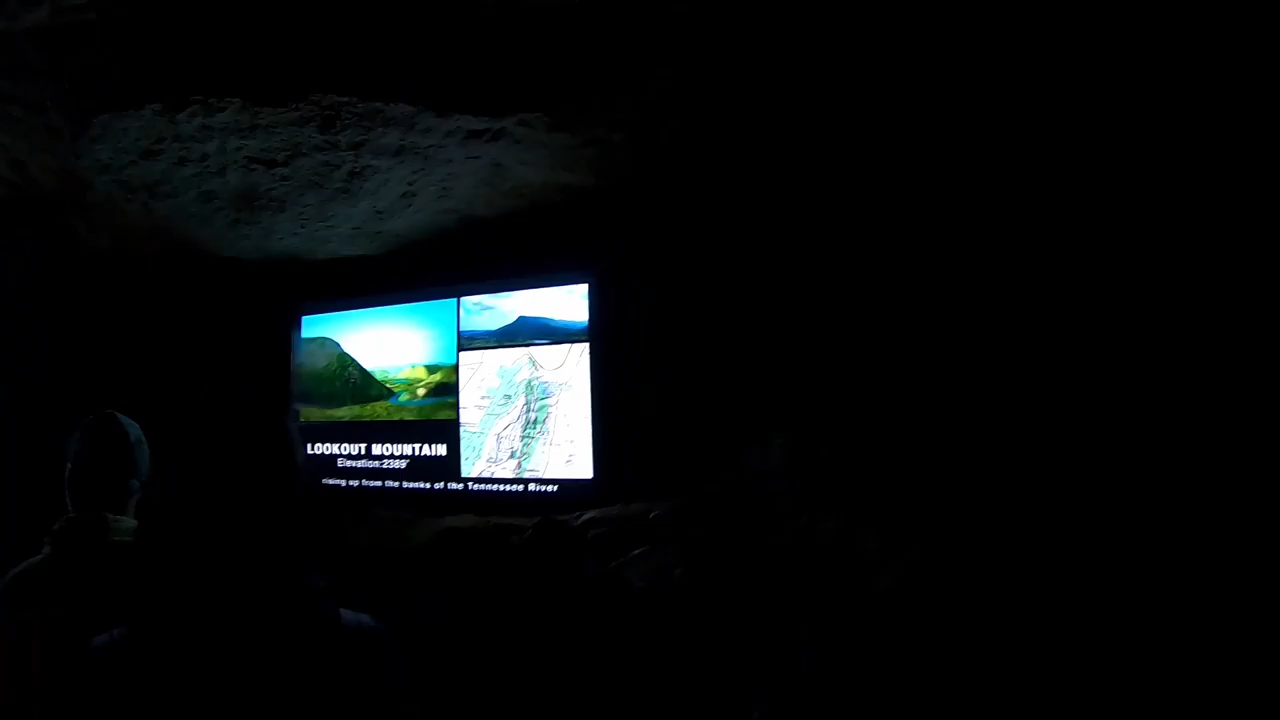 LOOKOUT MOUNTAIN
Elevation:2389'
rising up from the banks of the Tennessee River